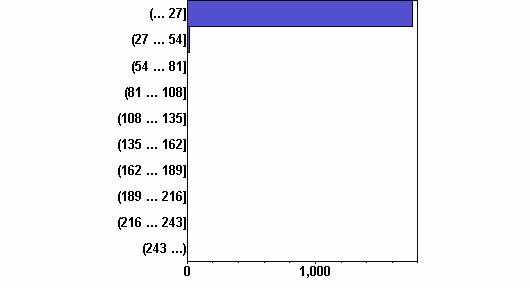 (... 27]
(27 ... 54]
(54 ... 81]
(81 ... 108]
(108 ... 135]
(135 ... 162]
(162 ... 189]
(189 ... 216]
(216 ... 243]
(243 ...)
0 1,000